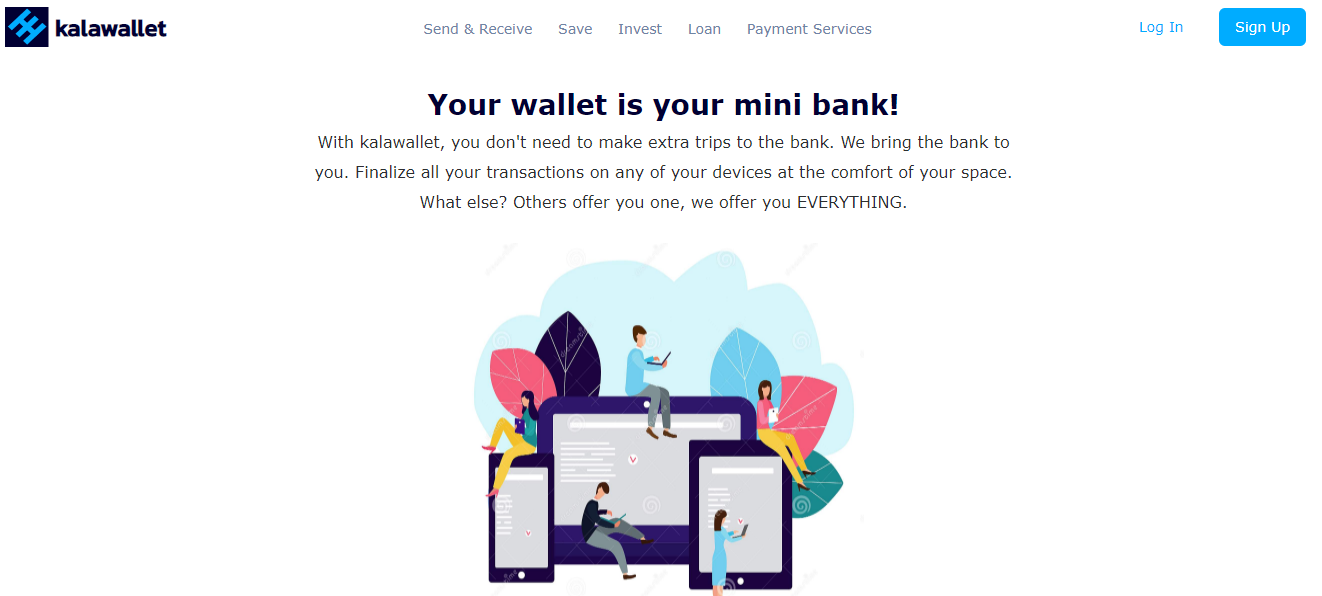 kalawallet
Send & Receive Save Invest Loan Payment Services
Log In Sign Up
Your wallet is your mini bank!
With kalawallet, you don't need to make extra trips to the bank. We bring the bank to
you. Finalize all your transactions on any of your devices at the comfort of your space.
What else? Others offer you one, we offer you EVERYTHING.